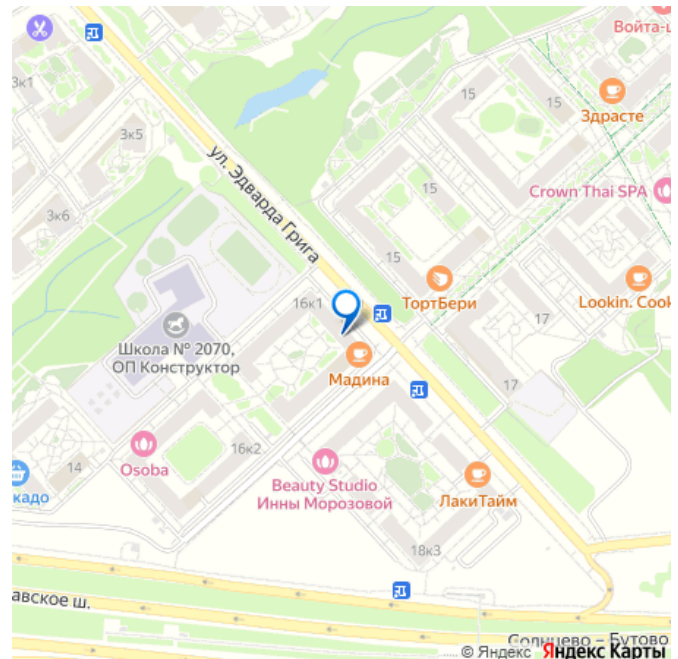 Войта-ц
3к1
15
15
Здрасте
3к5
ул. Эдварда Грига
15
Crown Thai SPA
3к6
15
ТортБери
Lookin. Cook
16к1
17
Школа № 2070,
ОП Конструктор
Мадина
17
16к2
Osoba
14
кадо
Beauty Studio
Инны Морозовой
ЛакиТайм
18к3
авское ш.
Солнцево – Бутово
© Яндекс Яндекс Карты